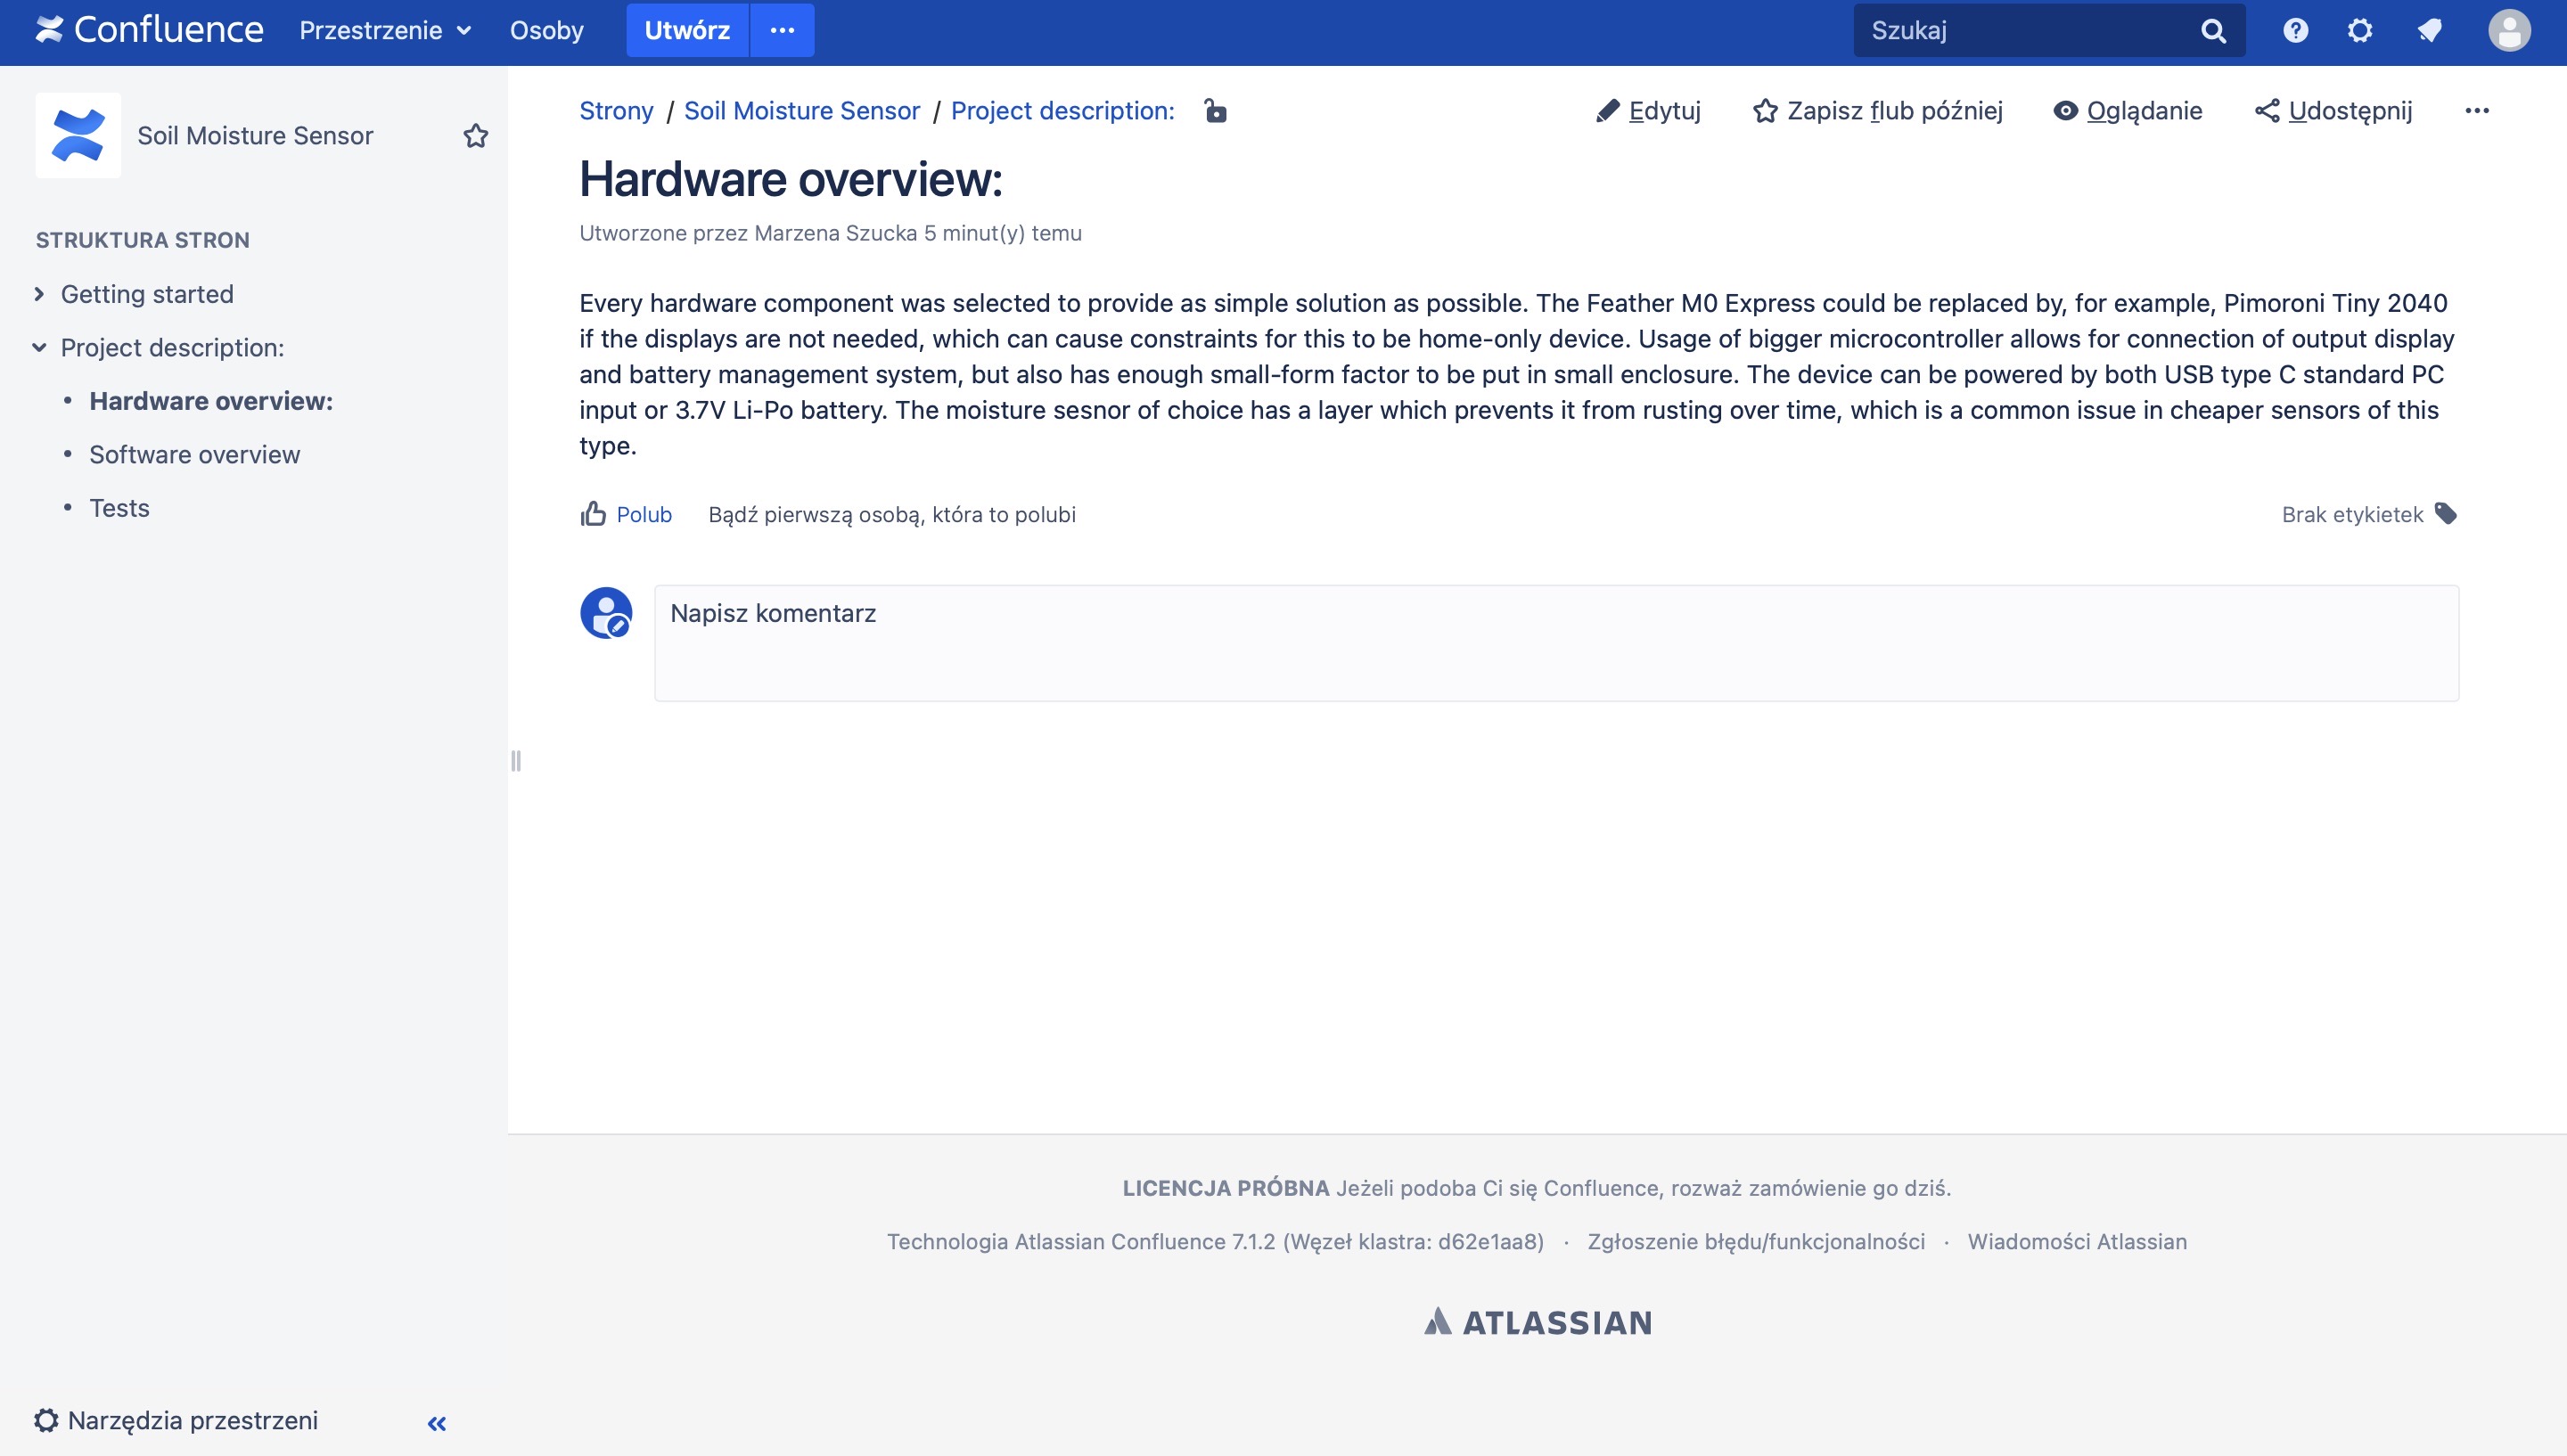 Confluence Przestrzenie Osoby Utwórz ... Szukaj
Soil Moisture Sensor
STRUKTURA STRON
Getting started
Project description:
• Hardware overview:
• Software overview
• Tests
Narzędzia przestrzeni
Strony / Soil Moisture Sensor / Project description:
Edytuj Zapisz flub później Oglądanie Udostępnij ...
Hardware overview:
Utworzone przez Marzena Szucka 5 minut(y) temu
Every hardware component was selected to provide as simple solution as possible. The Feather M0 Express could be replaced by, for example, Pimoroni Tiny 2040
if the displays are not needed, which can cause constraints for this to be home-only device. Usage of bigger microcontroller allows for connection of output display
and battery management system, but also has enough small-form factor to be put in small enclosure. The device can be powered by both USB type C standard PC
input or 3.7V Li-Po battery. The moisture sesnor of choice has a layer which prevents it from rusting over time, which is a common issue in cheaper sensors of this
type.
Polub Bądź pierwszą osobą, która to polubi
Brak etykietek
Napisz komentarz
LICENCJA PRÓBNA Jeżeli podoba Ci się Confluence, rozważ zamówienie go dziś.
Technologia Atlassian Confluence 7.1.2 (Węzeł klastra: d62e1aa8) · Zgłoszenie błędu/funkcjonalności · Wiadomości Atlassian
ATLASSIAN